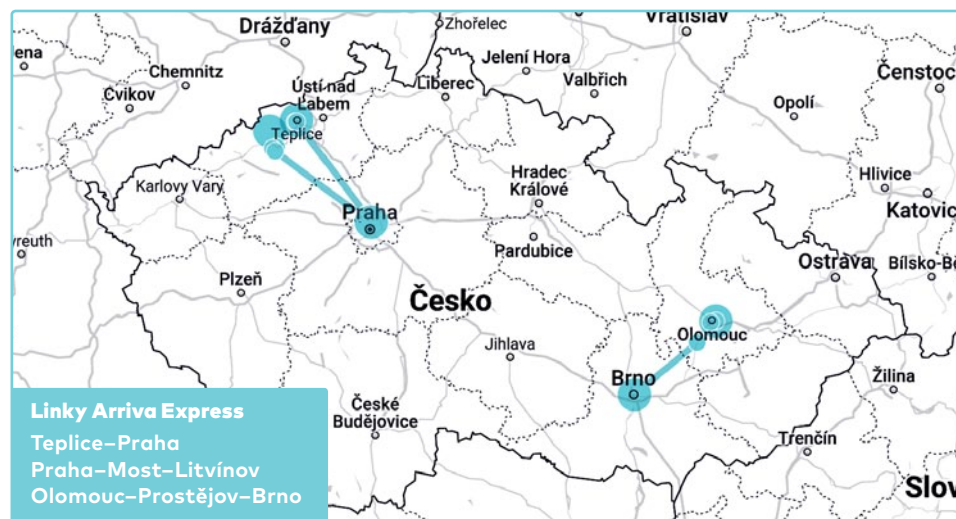 Drážďany
Zhořelec
Vratislav
ena
Chemnitz
Cvikov
Ústí nad
Labem
Liberec
Jelení Hora
Valbřich
Čenstoc
Opolí
Teplice
Karlovy Vary
Hradec
Králové
Hlivice
Katovic
Praha
Pardubice
yreuth
Plzeň
Česko
Ostrava
Bílsko-Bě
Olomouc
Jihlava
Brno
Žilina
České
Budějovice
Trenčín
Slov
Linky Arriva Express
Teplice–Praha
Praha–Most–Litvínov
Olomouc–Prostějov–Brno